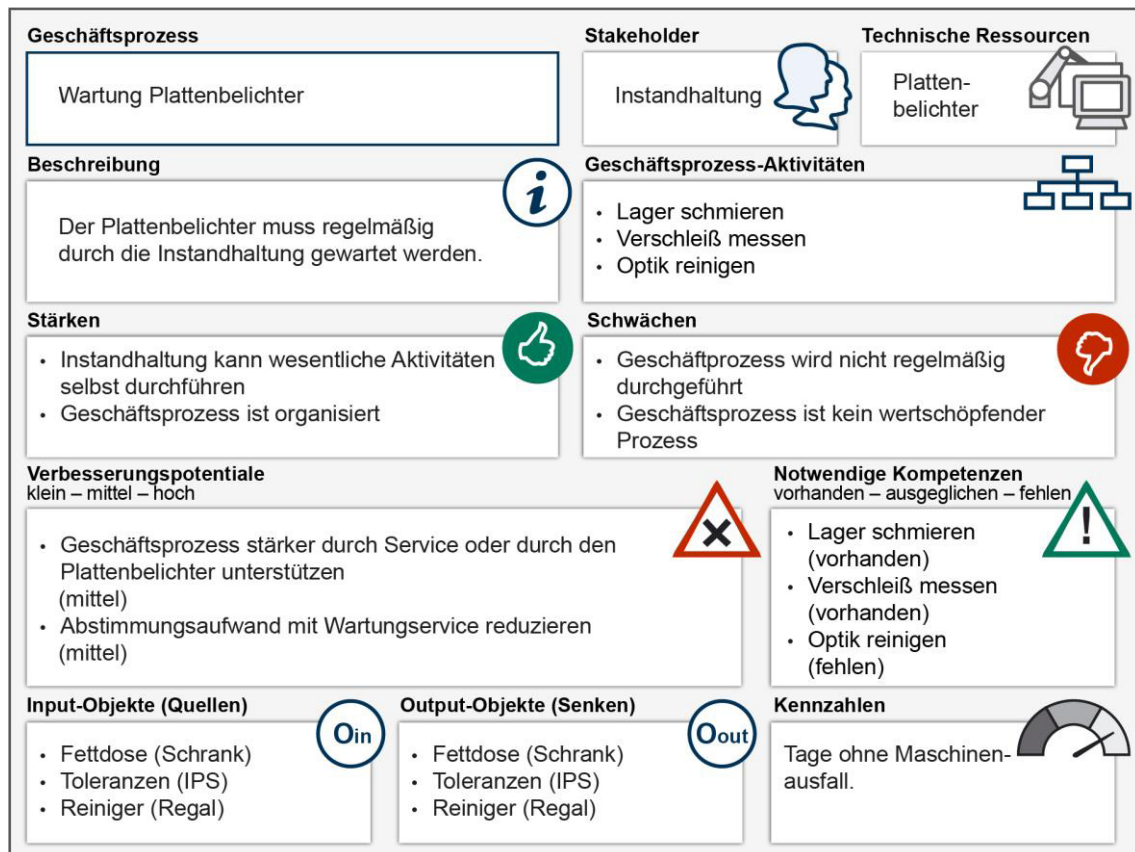 Geschäftsprozess
Wartung Plattenbelichter
Stakeholder
Instandhaltung
Technische Ressourcen
Platten-
belichter
Beschreibung
i
Der Plattenbelichter muss regelmäßig
durch die Instandhaltung gewartet werden.
Geschäftsprozess-Aktivitäten
• Lager schmieren
• Verschleiß messen
• Optik reinigen
Stärken
• Instandhaltung kann wesentliche Aktivitäten
selbst durchführen
• Geschäftsprozess ist organisiert
Schwächen
• Geschäftprozess wird nicht regelmäßig
durchgeführt
• Geschäftsprozess ist kein wertschöpfender
Prozess
Verbesserungspotentiale
klein – mittel – hoch
• Geschäftsprozess stärker durch Service oder durch den
Plattenbelichter unterstützen
(mittel)
• Abstimmungsaufwand mit Wartungservice reduzieren
(mittel)
Notwendige Kompetenzen
vorhanden – ausgeglichen – fehlen
!
• Lager schmieren
(vorhanden)
• Verschleiß messen
(vorhanden)
• Optik reinigen
(fehlen)
Input-Objekte (Quellen)
Oin
• Fettdose (Schrank)
• Toleranzen (IPS)
• Reiniger (Regal)
Output-Objekte (Senken)
Oout
• Fettdose (Schrank)
• Toleranzen (IPS)
• Reiniger (Regal)
Kennzahlen
Tage ohne Maschinen-
ausfall.